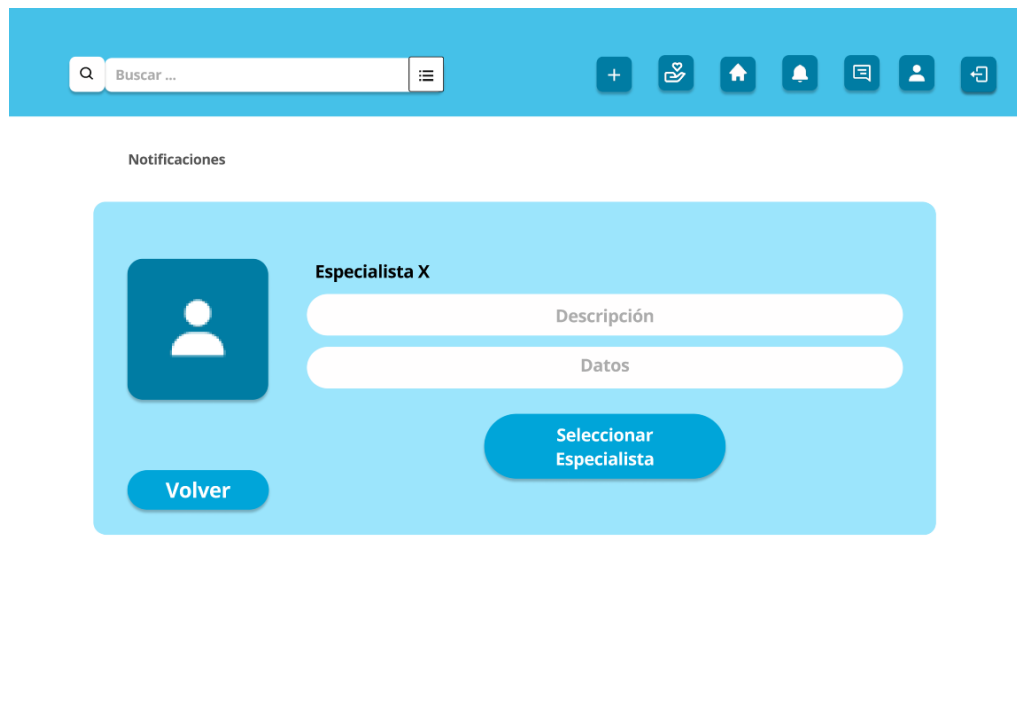 Buscar ...
Notificaciones
Especialista X
Descripción
Datos
Seleccionar
Especialista
Volver